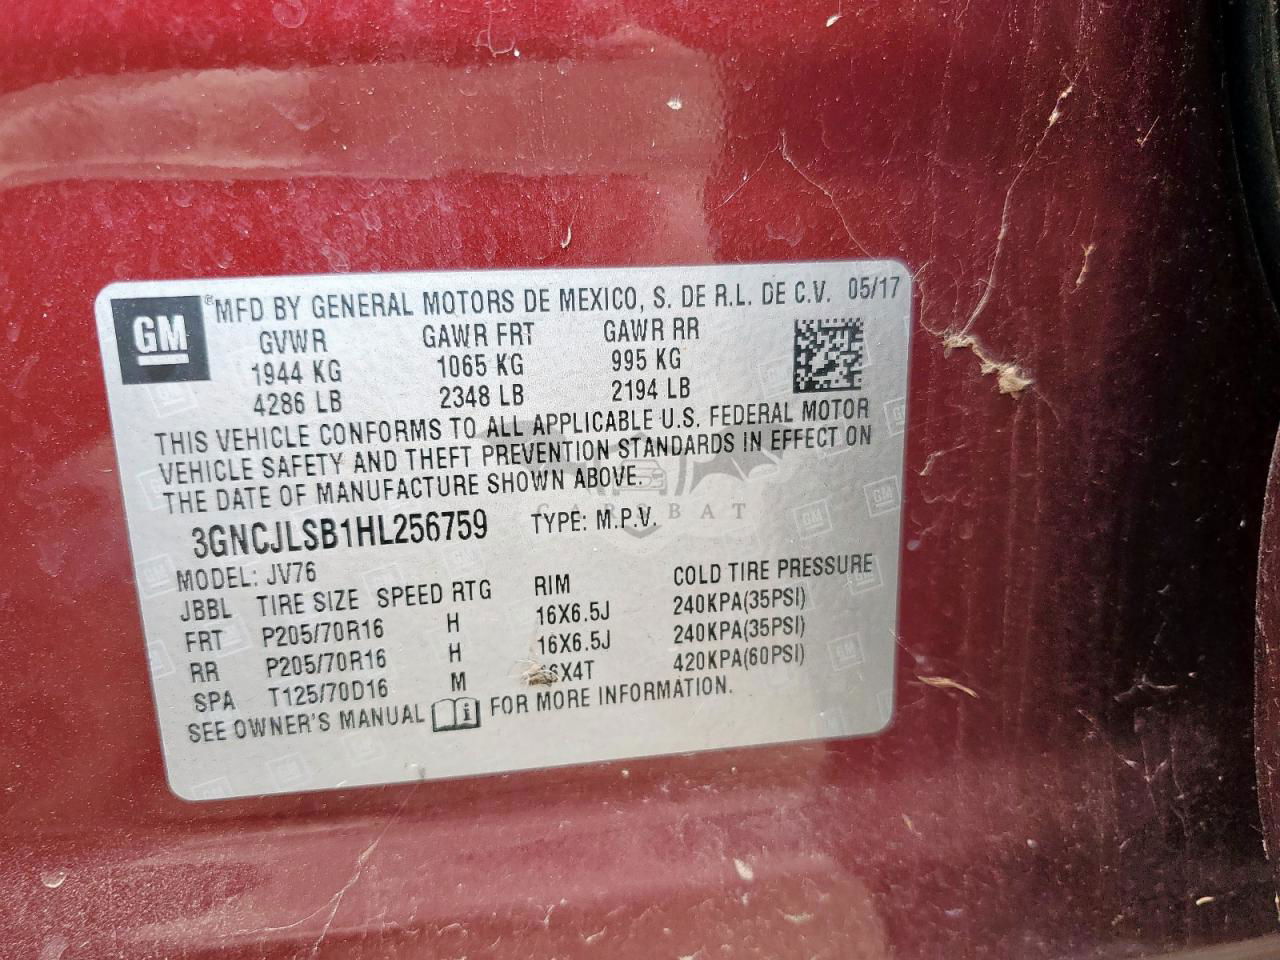 GM ® MFD BY GENERAL MOTORS DE MEXICO, S. DE R.L. DE C.V. 05/17
GVWR GAWR FRT GAWR RR
1944 KG 1065 KG 995 KG
4286 LB 2348 LB 2194 LB
THIS VEHICLE CONFORMS TO ALL APPLICABLE U.S. FEDERAL MOTOR
VEHICLE SAFETY AND THEFT PREVENTION STANDARDS IN EFFECT ON
THE DATE OF MANUFACTURE SHOWN ABOVE.
3GNCJLSB1HL256759 TYPE: M.P.V.
MODEL: JV76
JBBL TIRE SIZE SPEED RTG RIM COLD TIRE PRESSURE
FRT P205/70R16 H 16X6.5J 240KPA(35PSI)
RR P205/70R16 H 16X6.5J 240KPA(35PSI)
SPA T125/70D16 M 420KPA(60PSI)
SEE OWNER'S MANUAL FOR MORE INFORMATION.